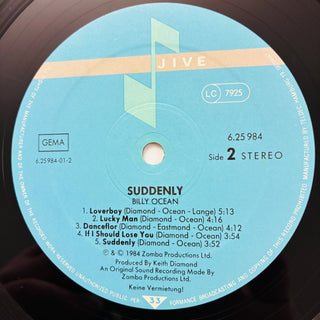 JIVE
LC 7925
GEMA
6.25984-01-2
6.25 984
Side 2 STEREO
SUDDENLY
BILLY OCEAN
1. Loverboy (Diamond - Ocean - Lange) 5:13
2. Lucky Man (Diamond - Ocean) 4:16
3. Danceflor (Diamond - Eastmond - Ocean) 4:12
4. If I Should Lose You (Diamond - Ocean) 3:54
5. Suddenly (Diamond - Ocean) 3:52
℗ & © 1984 Zomba Productions Ltd.
Produced by Keith Diamond
An Original Sound Recording Made By
Zomba Productions Ltd.
Keine Vermietung!
33